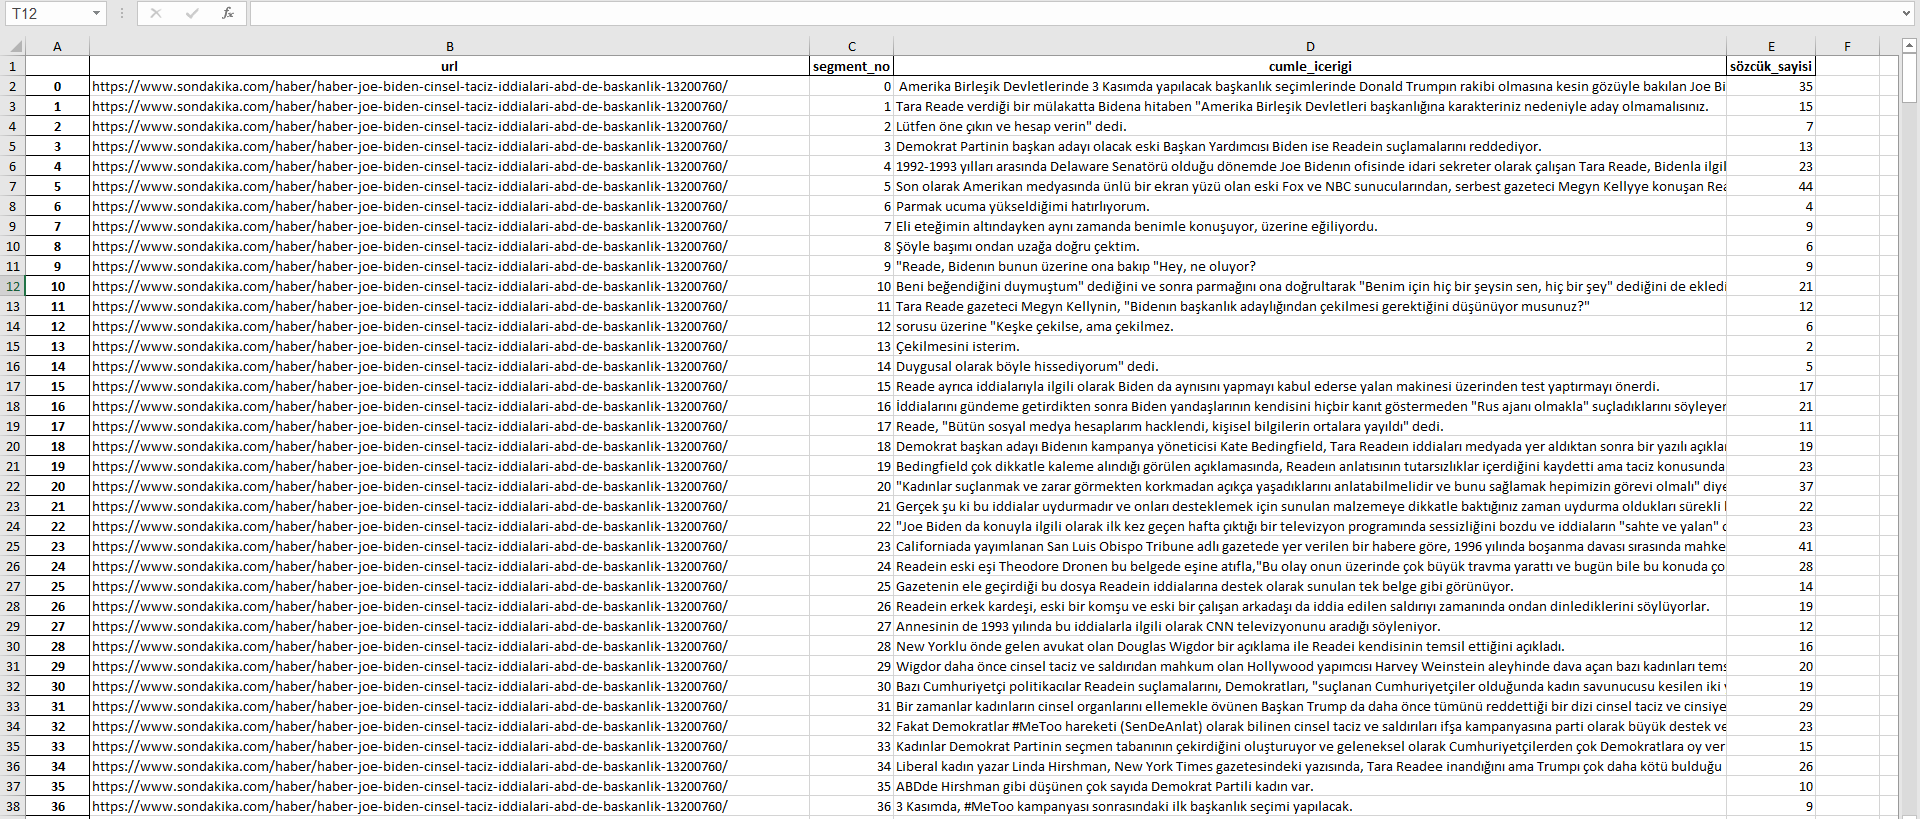 T12
fx
A B C D E F
1 url segment_no cumle_icerigi sözcük_sayisi
2 0 https://www.sondakika.com/haber/haber-joe-biden-cinsel-taciz-iddialari-abd-de-baskanlik-13200760/ 0 Amerika Birleşik Devletlerinde 3 Kasımda yapılacak başkanlık seçimlerinde Donald Trumpın rakibi olmasına kesin gözüyle bakılan Joe Bi 35
3 1 https://www.sondakika.com/haber/haber-joe-biden-cinsel-taciz-iddialari-abd-de-baskanlik-13200760/ 1 Tara Reade verdiği bir mülakatta Bidena hitaben "Amerika Birleşik Devletleri başkanlığına karakteriniz nedeniyle aday olmamalısınız. 15
4 2 https://www.sondakika.com/haber/haber-joe-biden-cinsel-taciz-iddialari-abd-de-baskanlik-13200760/ 2 Lütfen öne çıkın ve hesap verin" dedi. 7
5 3 https://www.sondakika.com/haber/haber-joe-biden-cinsel-taciz-iddialari-abd-de-baskanlik-13200760/ 3 Demokrat Partinin başkan adayı olacak eski Başkan Yardımcısı Biden ise Readein suçlamalarını reddediyor. 13
6 4 https://www.sondakika.com/haber/haber-joe-biden-cinsel-taciz-iddialari-abd-de-baskanlik-13200760/ 4 1992-1993 yılları arasında Delaware Senatörü olduğu dönemde Joe Bidenın ofisinde idari sekreter olarak çalışan Tara Reade, Bidenla ilgil 23
7 5 https://www.sondakika.com/haber/haber-joe-biden-cinsel-taciz-iddialari-abd-de-baskanlik-13200760/ 5 Son olarak Amerikan medyasında ünlü bir ekran yüzü olan eski Fox ve NBC sunucularından, serbest gazeteci Megyn Kellyye konuşan Rea 44
8 6 https://www.sondakika.com/haber/haber-joe-biden-cinsel-taciz-iddialari-abd-de-baskanlik-13200760/ 6 Parmak ucuma yükseldiğimi hatırlıyorum. 4
9 7 https://www.sondakika.com/haber/haber-joe-biden-cinsel-taciz-iddialari-abd-de-baskanlik-13200760/ 7 Eli eteğimin altındayken aynı zamanda benimle konuşuyor, üzerine eğiliyordu. 9
10 8 https://www.sondakika.com/haber/haber-joe-biden-cinsel-taciz-iddialari-abd-de-baskanlik-13200760/ 8 Şöyle başımı ondan uzağa doğru çektim. 6
11 9 https://www.sondakika.com/haber/haber-joe-biden-cinsel-taciz-iddialari-abd-de-baskanlik-13200760/ 9 "Reade, Bidenın bunun üzerine ona bakıp "Hey, ne oluyor? 9
12 10 https://www.sondakika.com/haber/haber-joe-biden-cinsel-taciz-iddialari-abd-de-baskanlik-13200760/ 10 Beni beğendiğini duymuştum" dediğini ve sonra parmağını ona doğrultarak "Benim için hiç bir şeysin sen, hiç bir şey" dediğini de ekledi 21
13 11 https://www.sondakika.com/haber/haber-joe-biden-cinsel-taciz-iddialari-abd-de-baskanlik-13200760/ 11 Tara Reade gazeteci Megyn Kellynin, "Bidenın başkanlık adaylığından çekilmesi gerektiğini düşünüyor musunuz?" 12
14 12 https://www.sondakika.com/haber/haber-joe-biden-cinsel-taciz-iddialari-abd-de-baskanlik-13200760/ 12 sorusu üzerine "Keşke çekilse, ama çekilmez. 6
15 13 https://www.sondakika.com/haber/haber-joe-biden-cinsel-taciz-iddialari-abd-de-baskanlik-13200760/ 13 Çekilmesini isterim. 2
16 14 https://www.sondakika.com/haber/haber-joe-biden-cinsel-taciz-iddialari-abd-de-baskanlik-13200760/ 14 Duygusal olarak böyle hissediyorum" dedi. 5
17 15 https://www.sondakika.com/haber/haber-joe-biden-cinsel-taciz-iddialari-abd-de-baskanlik-13200760/ 15 Reade ayrıca iddialarıyla ilgili olarak Biden da aynısını yapmayı kabul ederse yalan makinesi üzerinden test yaptırmayı önerdi. 17
18 16 https://www.sondakika.com/haber/haber-joe-biden-cinsel-taciz-iddialari-abd-de-baskanlik-13200760/ 16 İddialarını gündeme getirdikten sonra Biden yandaşlarının kendisini hiçbir kanıt göstermeden "Rus ajanı olmakla" suçladıklarını söyleyer 21
19 17 https://www.sondakika.com/haber/haber-joe-biden-cinsel-taciz-iddialari-abd-de-baskanlik-13200760/ 17 Reade, "Bütün sosyal medya hesaplarım hacklendi, kişisel bilgilerin ortalara yayıldı" dedi. 11
20 18 https://www.sondakika.com/haber/haber-joe-biden-cinsel-taciz-iddialari-abd-de-baskanlik-13200760/ 18 Demokrat başkan adayı Bidenın kampanya yöneticisi Kate Bedingfield, Tara Readeın iddiaları medyada yer aldıktan sonra bir yazılı açıklar 19
21 19 https://www.sondakika.com/haber/haber-joe-biden-cinsel-taciz-iddialari-abd-de-baskanlik-13200760/ 19 Bedingfield çok dikkatle kaleme alındığı görülen açıklamasında, Readeın anlatısının tutarsızlıklar içerdiğini kaydetti ama taciz konusunda 23
22 20 https://www.sondakika.com/haber/haber-joe-biden-cinsel-taciz-iddialari-abd-de-baskanlik-13200760/ 20 "Kadınlar suçlanmak ve zarar görmekten korkmadan açıkça yaşadıklarını anlatabilmelidir ve bunu sağlamak hepimizin görevi olmalı" diye 37
23 21 https://www.sondakika.com/haber/haber-joe-biden-cinsel-taciz-iddialari-abd-de-baskanlik-13200760/ 21 Gerçek şu ki bu iddialar uydurmadır ve onları desteklemek için sunulan malzemeye dikkatle baktığınız zaman uydurma oldukları sürekli 22
24 22 https://www.sondakika.com/haber/haber-joe-biden-cinsel-taciz-iddialari-abd-de-baskanlik-13200760/ 22 "Joe Biden da konuyla ilgili olarak ilk kez geçen hafta çıktığı bir televizyon programında sessizliğini bozdu ve iddiaların "sahte ve yalan" 23
25 23 https://www.sondakika.com/haber/haber-joe-biden-cinsel-taciz-iddialari-abd-de-baskanlik-13200760/ 23 Californiada yayımlanan San Luis Obispo Tribune adlı gazetede yer verilen bir habere göre, 1996 yılında boşanma davası sırasında mahke 41
26 24 https://www.sondakika.com/haber/haber-joe-biden-cinsel-taciz-iddialari-abd-de-baskanlik-13200760/ 24 Readein eski eşi Theodore Dronen bu belgede eşine atıfla,"Bu olay onun üzerinde çok büyük travma yarattı ve bugün bile bu konuda ço 28
27 25 https://www.sondakika.com/haber/haber-joe-biden-cinsel-taciz-iddialari-abd-de-baskanlik-13200760/ 25 Gazetenin ele geçirdiği bu dosya Readein iddialarına destek olarak sunulan tek belge gibi görünüyor. 14
28 26 https://www.sondakika.com/haber/haber-joe-biden-cinsel-taciz-iddialari-abd-de-baskanlik-13200760/ 26 Readein erkek kardeşi, eski bir komşu ve eski bir çalışan arkadaşı da iddia edilen saldırıyı zamanında ondan dinlediklerini söylüyorlar. 19
29 27 https://www.sondakika.com/haber/haber-joe-biden-cinsel-taciz-iddialari-abd-de-baskanlik-13200760/ 27 Annesinin de 1993 yılında bu iddialarla ilgili olarak CNN televizyonunu aradığı söyleniyor. 12
30 28 https://www.sondakika.com/haber/haber-joe-biden-cinsel-taciz-iddialari-abd-de-baskanlik-13200760/ 28 New Yorklu önde gelen avukat olan Douglas Wigdor bir açıklama ile Readei kendisinin temsil ettiğini açıkladı. 16
31 29 https://www.sondakika.com/haber/haber-joe-biden-cinsel-taciz-iddialari-abd-de-baskanlik-13200760/ 29 Wigdor daha önce cinsel taciz ve saldırıdan mahkum olan Hollywood yapımcısı Harvey Weinstein aleyhinde dava açan bazı kadınları tems 20
32 30 https://www.sondakika.com/haber/haber-joe-biden-cinsel-taciz-iddialari-abd-de-baskanlik-13200760/ 30 Bazı Cumhuriyetçi politikacılar Readein suçlamalarını, Demokratları, "suçlanan Cumhuriyetçiler olduğunda kadın savunucusu kesilen iki 19
33 31 https://www.sondakika.com/haber/haber-joe-biden-cinsel-taciz-iddialari-abd-de-baskanlik-13200760/ 31 Bir zamanlar kadınların cinsel organlarını ellemekle övünen Başkan Trump da daha önce tümünü reddettiği bir dizi cinsel taciz ve cinsiye 29
34 32 https://www.sondakika.com/haber/haber-joe-biden-cinsel-taciz-iddialari-abd-de-baskanlik-13200760/ 32 Fakat Demokratlar #MeToo hareketi (SenDeAnlat) olarak bilinen cinsel taciz ve saldırıları ifşa kampanyasına parti olarak büyük destek ve 23
35 33 https://www.sondakika.com/haber/haber-joe-biden-cinsel-taciz-iddialari-abd-de-baskanlik-13200760/ 33 Kadınlar Demokrat Partinin seçmen tabanının çekirdiğini oluşturuyor ve geleneksel olarak Cumhuriyetçilerden çok Demokratlara oy ver 15
36 34 https://www.sondakika.com/haber/haber-joe-biden-cinsel-taciz-iddialari-abd-de-baskanlik-13200760/ 34 Liberal kadın yazar Linda Hirshman, New York Times gazetesindeki yazısında, Tara Readee inandığını ama Trumpı çok daha kötü bulduğu 26
37 35 https://www.sondakika.com/haber/haber-joe-biden-cinsel-taciz-iddialari-abd-de-baskanlik-13200760/ 35 ABDde Hirshman gibi düşünen çok sayıda Demokrat Partili kadın var. 10
38 36 https://www.sondakika.com/haber/haber-joe-biden-cinsel-taciz-iddialari-abd-de-baskanlik-13200760/ 36 3 Kasımda, #MeToo kampanyası sonrasındaki ilk başkanlık seçimi yapılacak. 9